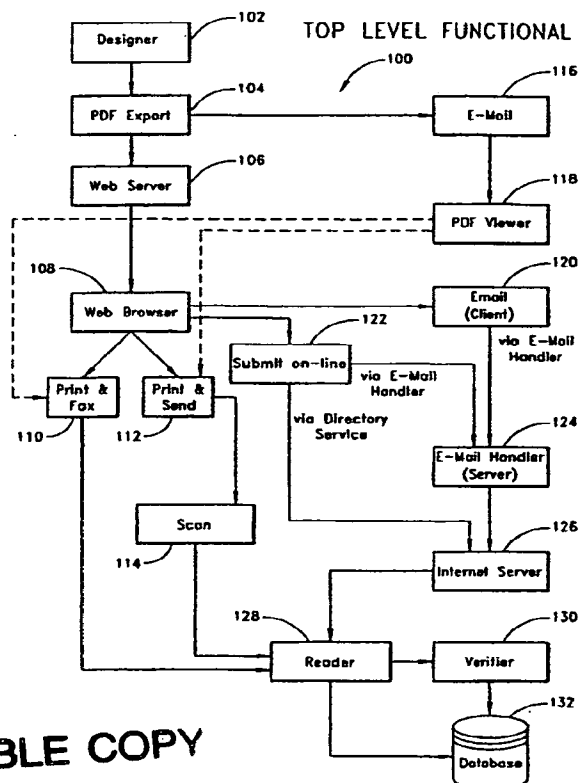 TOP LEVEL FUNCTIONAL
100
102
Designer
104
PDF Export
116
E-Mail
106
Web Server
118
PDF Viewer
108
Web Browser
120
Email
(Client)
122
Submit on-line
via E-Mail
Handler
via E-Mail
Handler
via Directory
Service
Print &
Fax
110
Print &
Send
112
124
E-Mail Handler
(Server)
Scan
114
126
Internet Server
128
Reader
130
Verifier
132
Database
BLE COPY